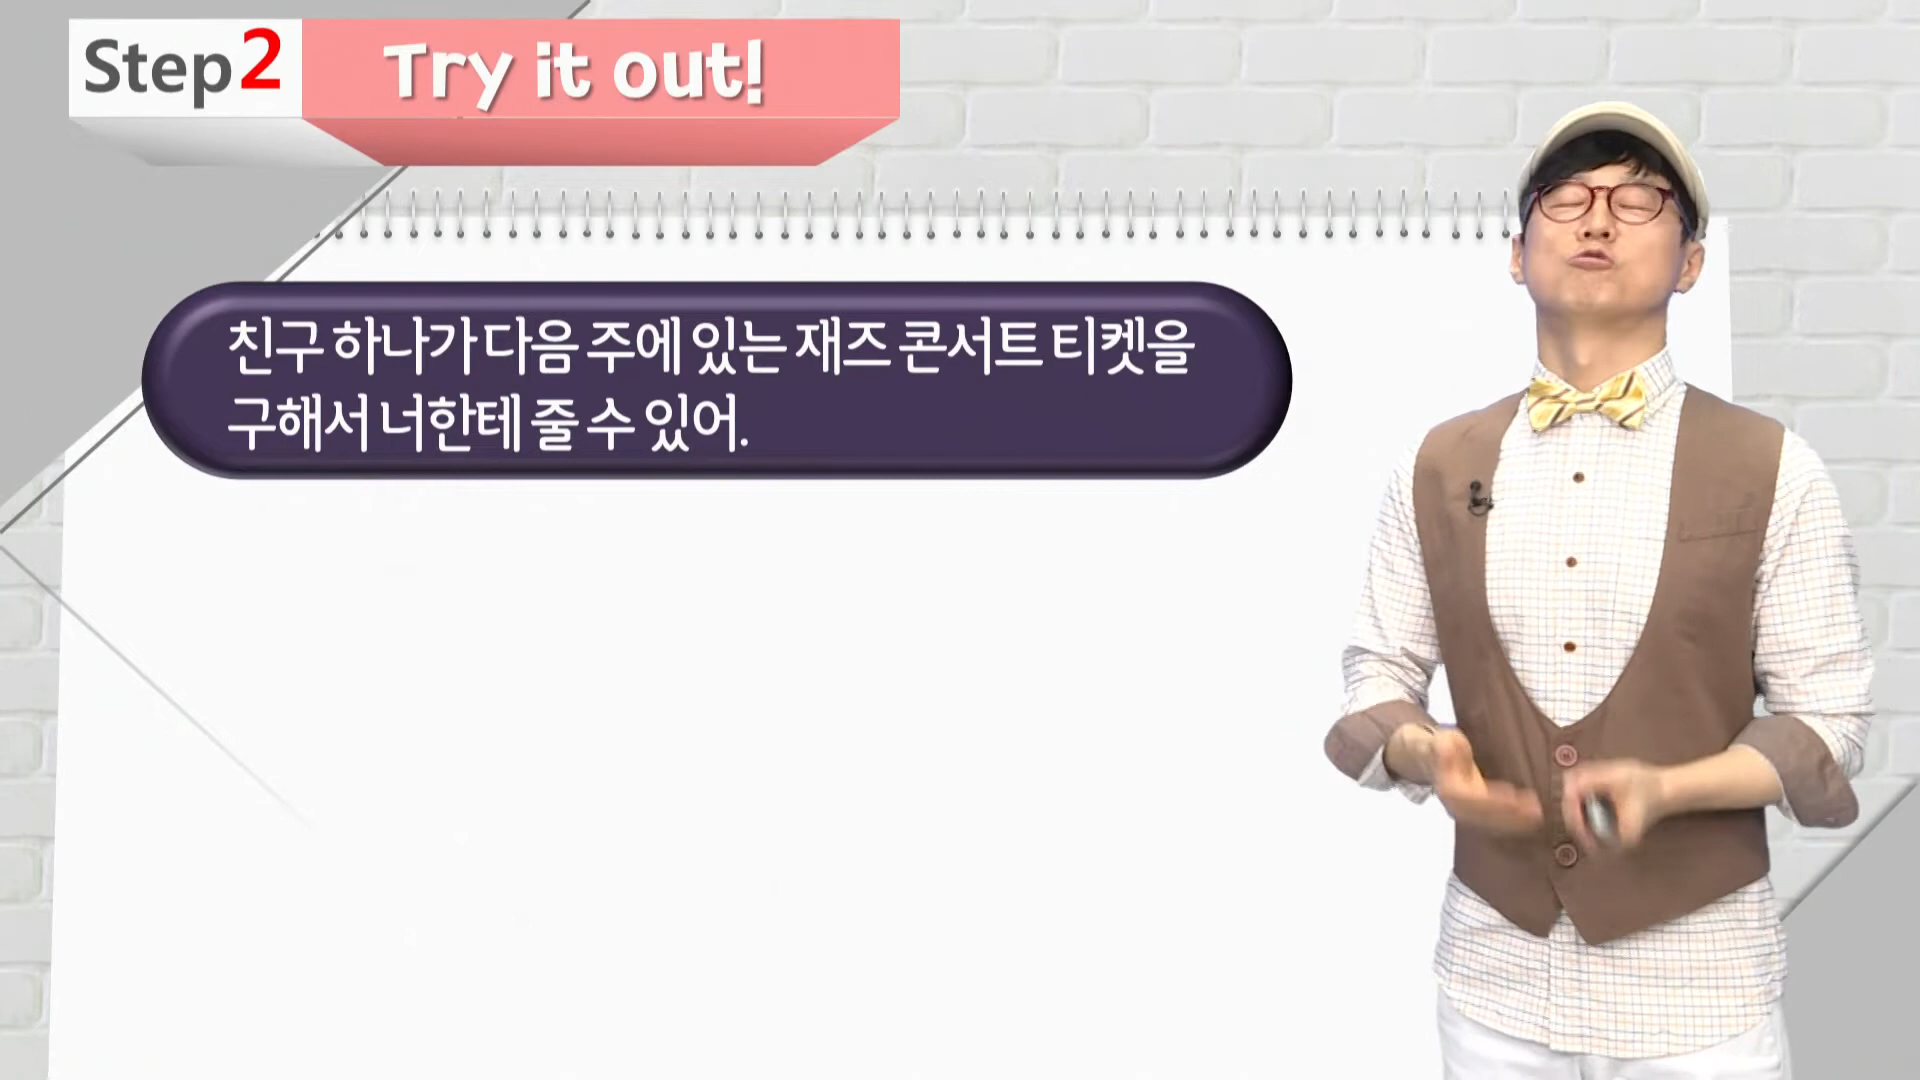 Step2 Try it out!
친구 하나가 다음 주에 있는 재즈 콘서트 티켓을
구해서 너한테 줄 수 있어.